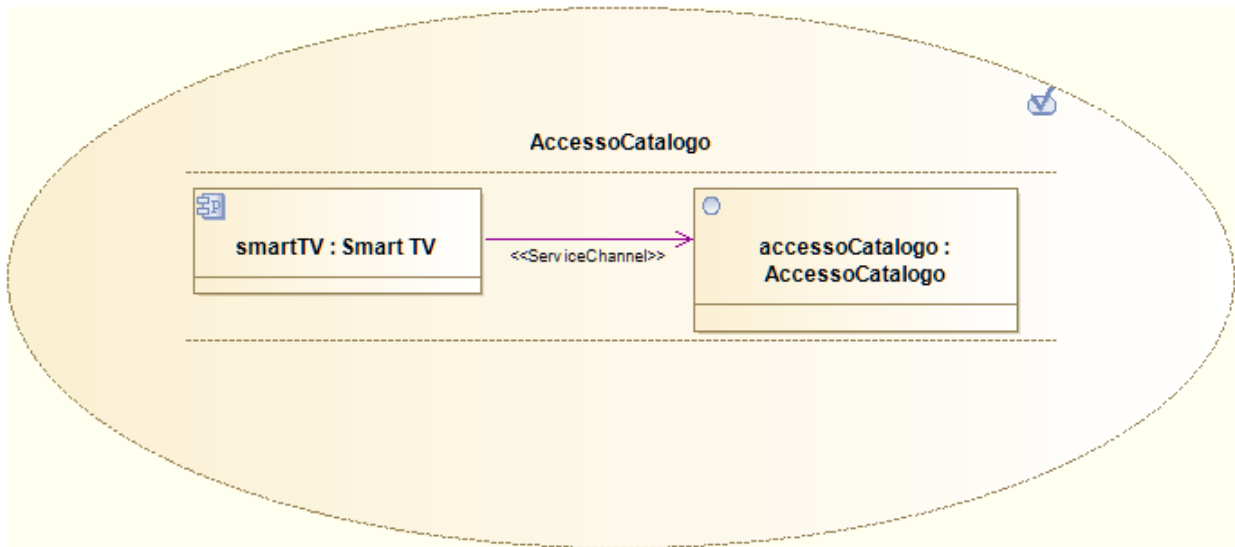 AccessoCatalogo
smartTV : Smart TV
<<ServiceChannel>>
accessoCatalogo :
AccessoCatalogo